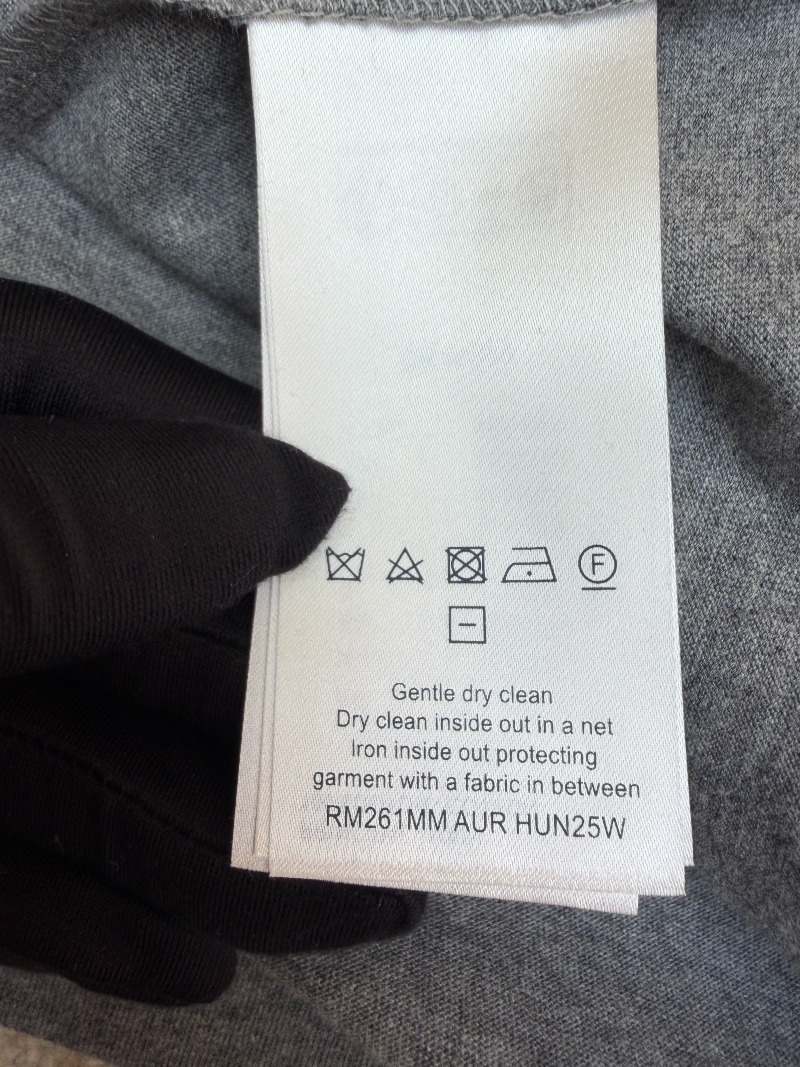 F
Gentle dry clean
Dry clean inside out in a net
Iron inside out protecting
garment with a fabric in between
RM261MM AUR HUN25W